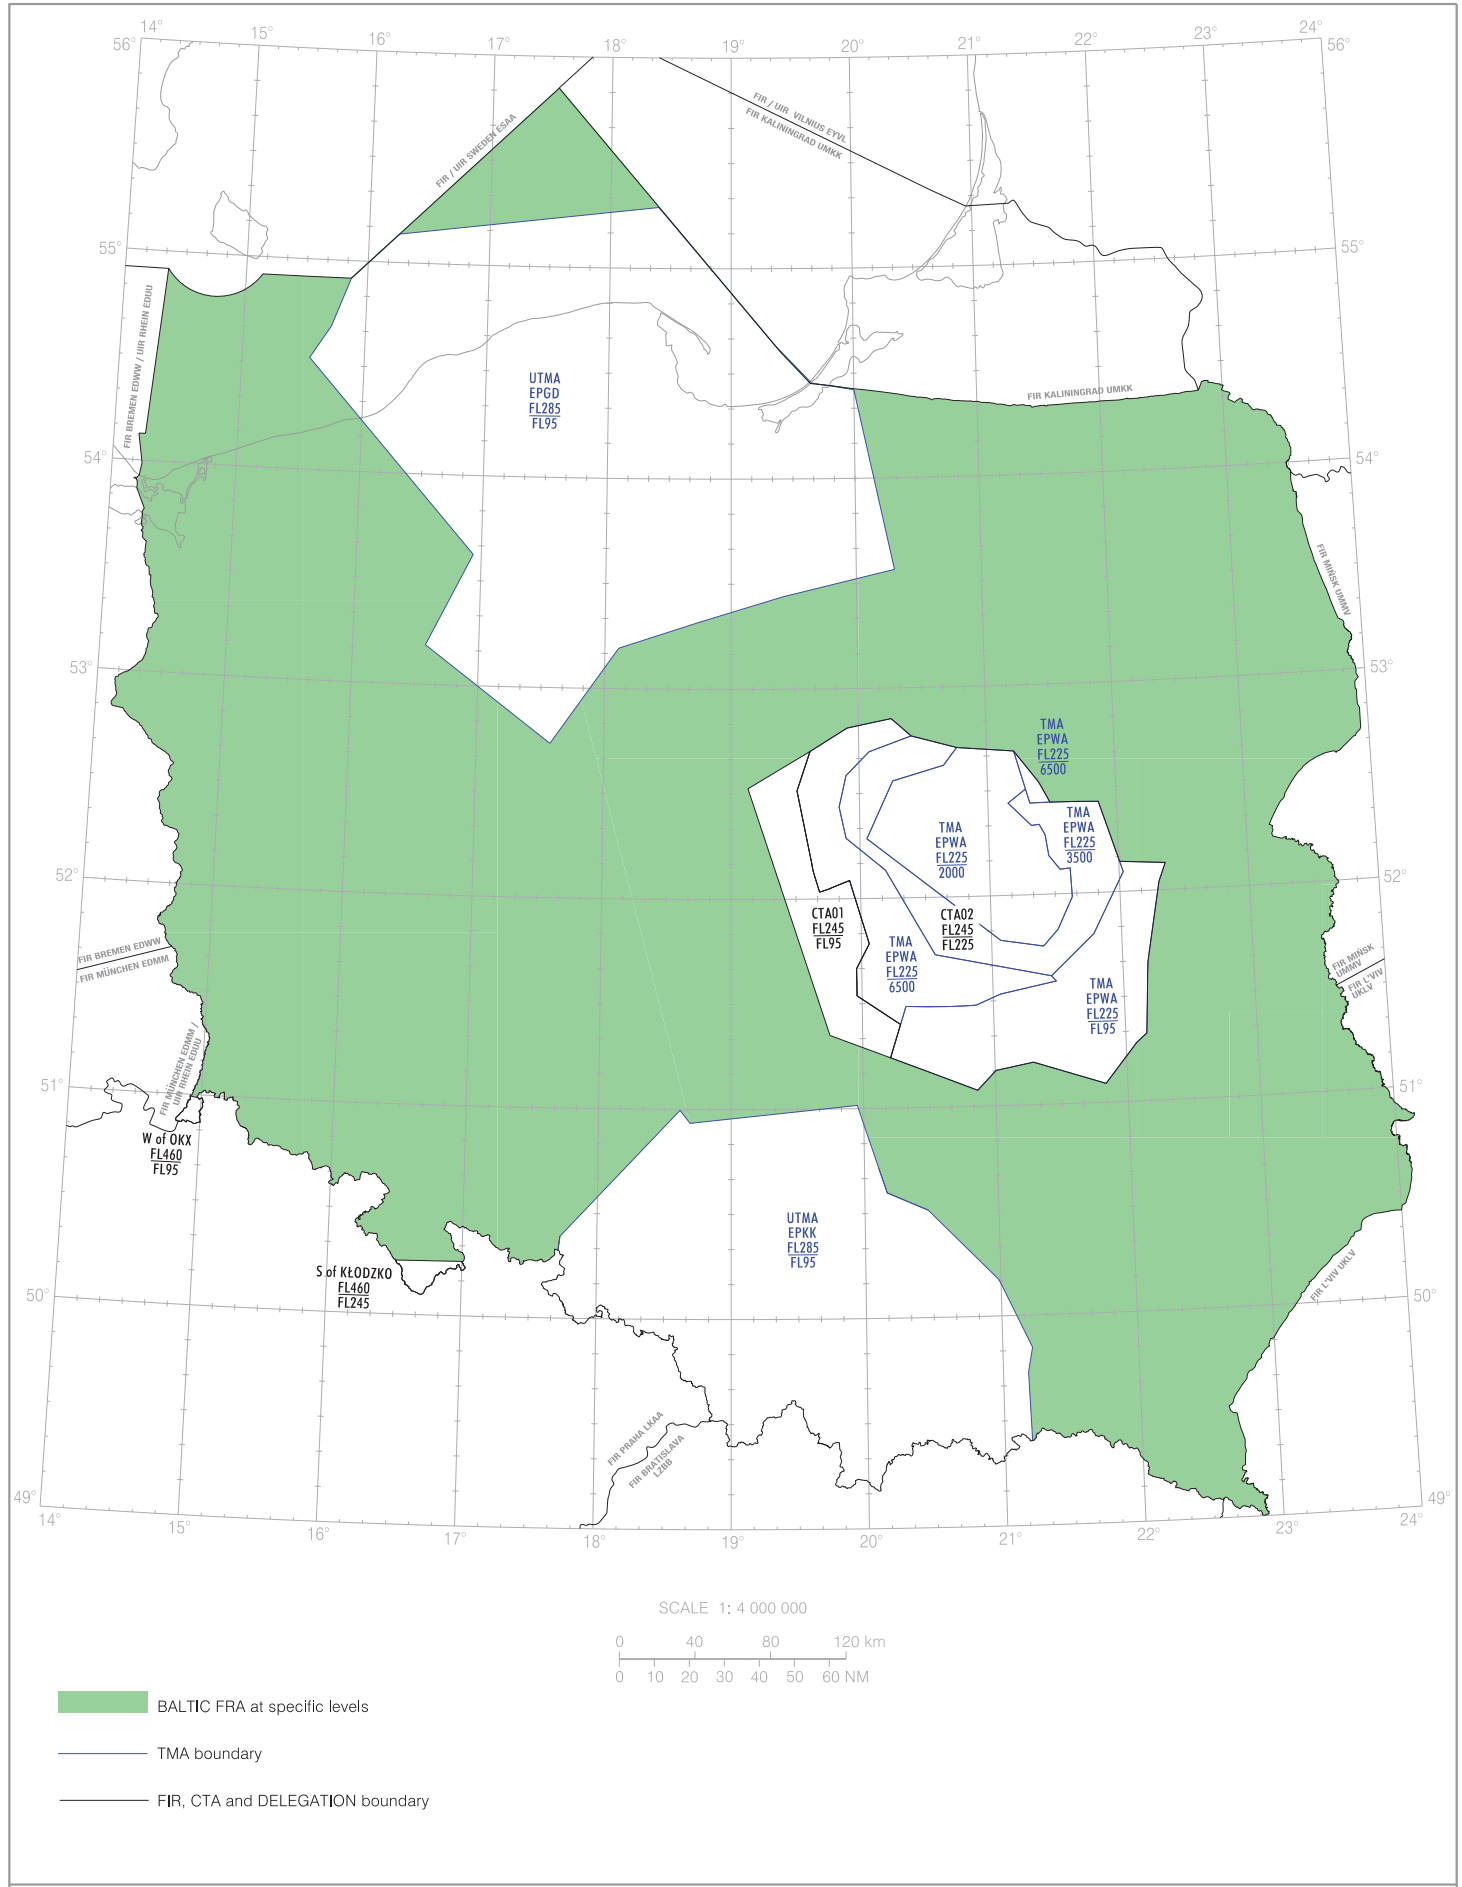 14° 15° 16° 17° 18° 19° 20° 21° 22° 23° 24°
56° 56°
FIR / UIR VILNIUS EYVL
FIR KALININGRAD UMKK
FIR / UIR SWEDEN ESAA
55° 55°
FIR BREMEN EDWW / UIR RHEIN EDUU
UTMA
EPGD
FL285
FL95
FIR KALININGRAD UMKK
54° 54°
FIR MIŃSK UMMV
53° 53°
TMA
EPWA
FL225
6500
TMA
EPWA
FL225
3500
TMA
EPWA
FL225
2000
52° 52°
CTA01
FL245
FL95
CTA02
FL245
FL225
TMA
EPWA
FL225
6500
TMA
EPWA
FL225
FL95
FIR BREMEN EDWW
FIR MÜNCHEN EDMM
FIR MIŃSK
UMMV
FIR L'VIV
UKLV
FIR MÜNCHEN EDMM /
UIR RHEIN EDUU
51° 51°
W of OKX
FL460
FL95
UTMA
EPKK
FL285
FL95
S of KŁODZKO
FL460
FL245
FIR L'VIV UKLV
50° 50°
FIR PRAHA LKAA
FIR BRATISLAVA
LZBB
49° 49°
14° 15° 16° 17° 18° 19° 20° 21° 22° 23° 24°
SCALE 1: 4 000 000
0 40 80 120 km
0 10 20 30 40 50 60 NM
BALTIC FRA at specific levels
TMA boundary
FIR, CTA and DELEGATION boundary